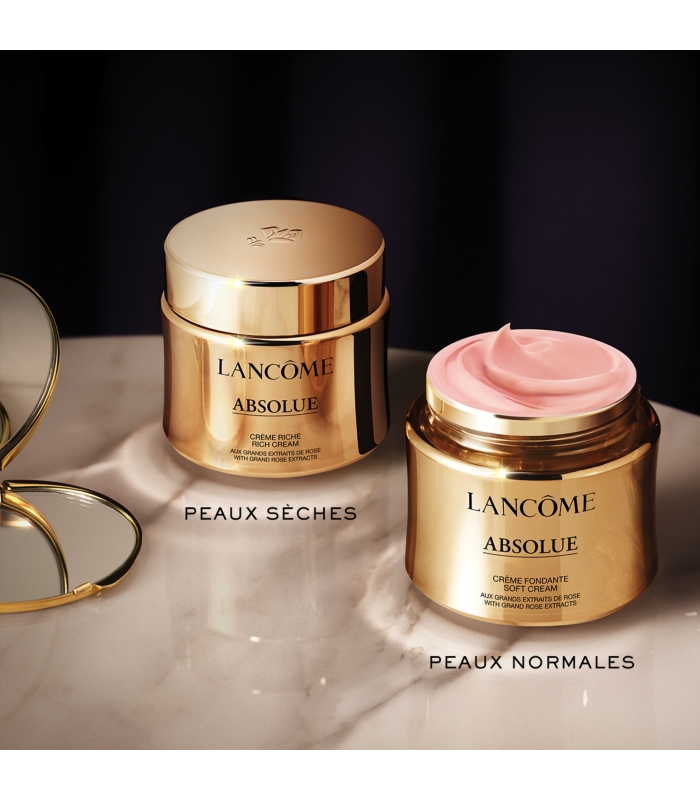 LANCÔME
ABSOLUE
CRÈME RICHE
RICH CREAM
AUX GRANDS EXTRAITS DE ROSE
WITH GRAND ROSE EXTRACTS
PEAUX SÈCHES
LANCÔME
ABSOLUE
CRÈME FONDANTE
SOFT CREAM
AUX GRANDS EXTRAITS DE ROSE
WITH GRAND ROSE EXTRACTS
PEAUX NORMALES